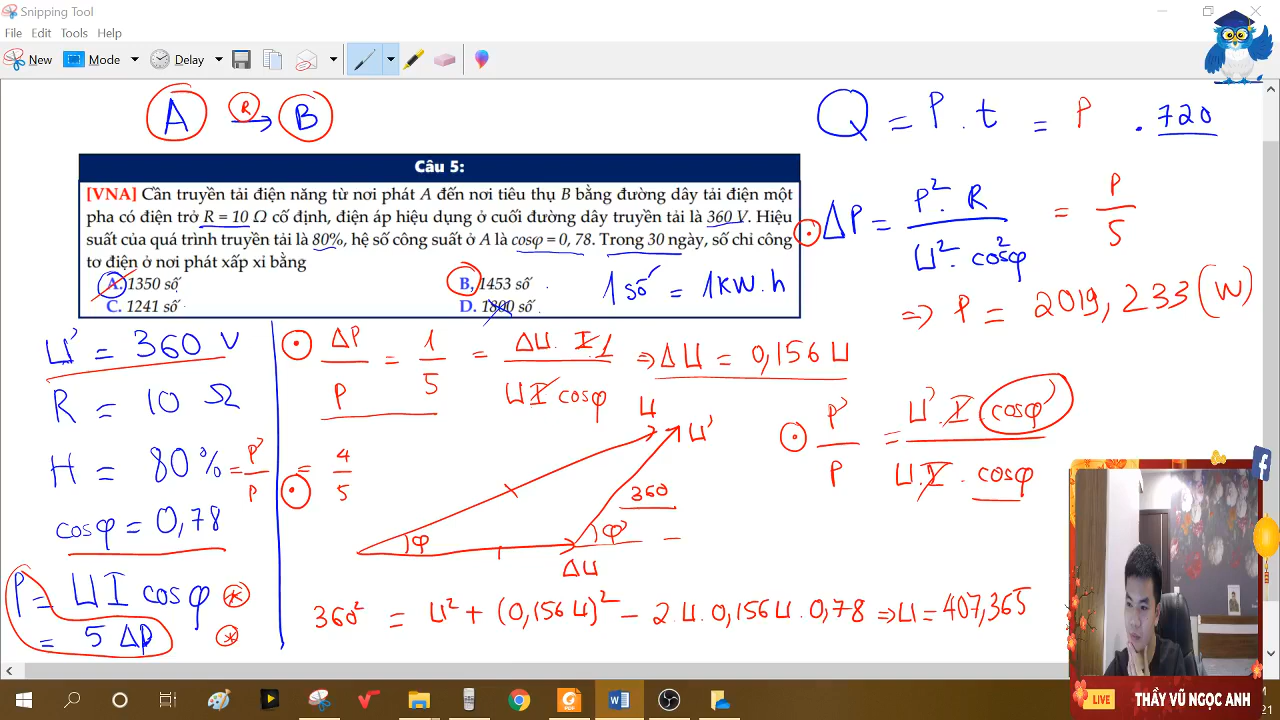 Snipping Tool
File Edit Tools Help
New Mode Delay
A R → B
Q = P . t = P . 720
Câu 5:
[VNA] Cần truyền tải điện năng từ nơi phát A đến nơi tiêu thụ B bằng đường dây tải điện một
pha có điện trở R = 10 Ω cố định, điện áp hiệu dụng ở cuối đường dây truyền tải là 360 V. Hiệu
suất của quá trình truyền tải là 80%, hệ số công suất ở A là cosφ = 0, 78. Trong 30 ngày, số chỉ công
tơ điện ở nơi phát xấp xỉ bằng
A. 1350 số B. 1453 số
C. 1241 số D. 1800 số
1 số = 1KW.h
ΔP = P². R / U². cos²φ = P / 5
=> P = 2019,233 (W)
U' = 360 V
R = 10 Ω
H = 80% = P' / P = 4 / 5
cosφ = 0,78
P = UI cosφ
= 5 ΔP
ΔP / P = 1 / 5 = ΔU. I.1 / UI cosφ => ΔU = 0,156 U
U U'
360
φ φ'
ΔU
P' / P = U'. I. cosφ' / U. I. cosφ
360² = U² + (0,156 U)² – 2 U. 0,156 U. 0,78 => U = 407,365
LIVE THẦY VŨ NGỌC ANH
21